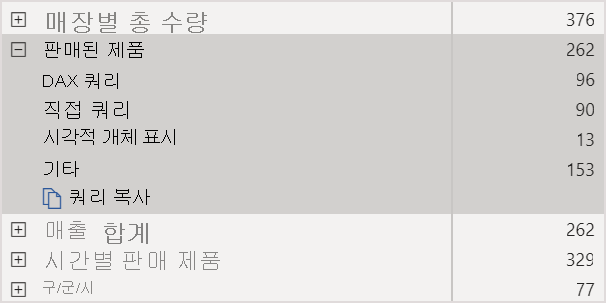 매장별 총 수량 376
판매된 제품 262
DAX 쿼리 96
직접 쿼리 90
시각적 개체 표시 13
기타 153
쿼리 복사
매출 합계 262
시간별 판매 제품 329
구/군/시 77